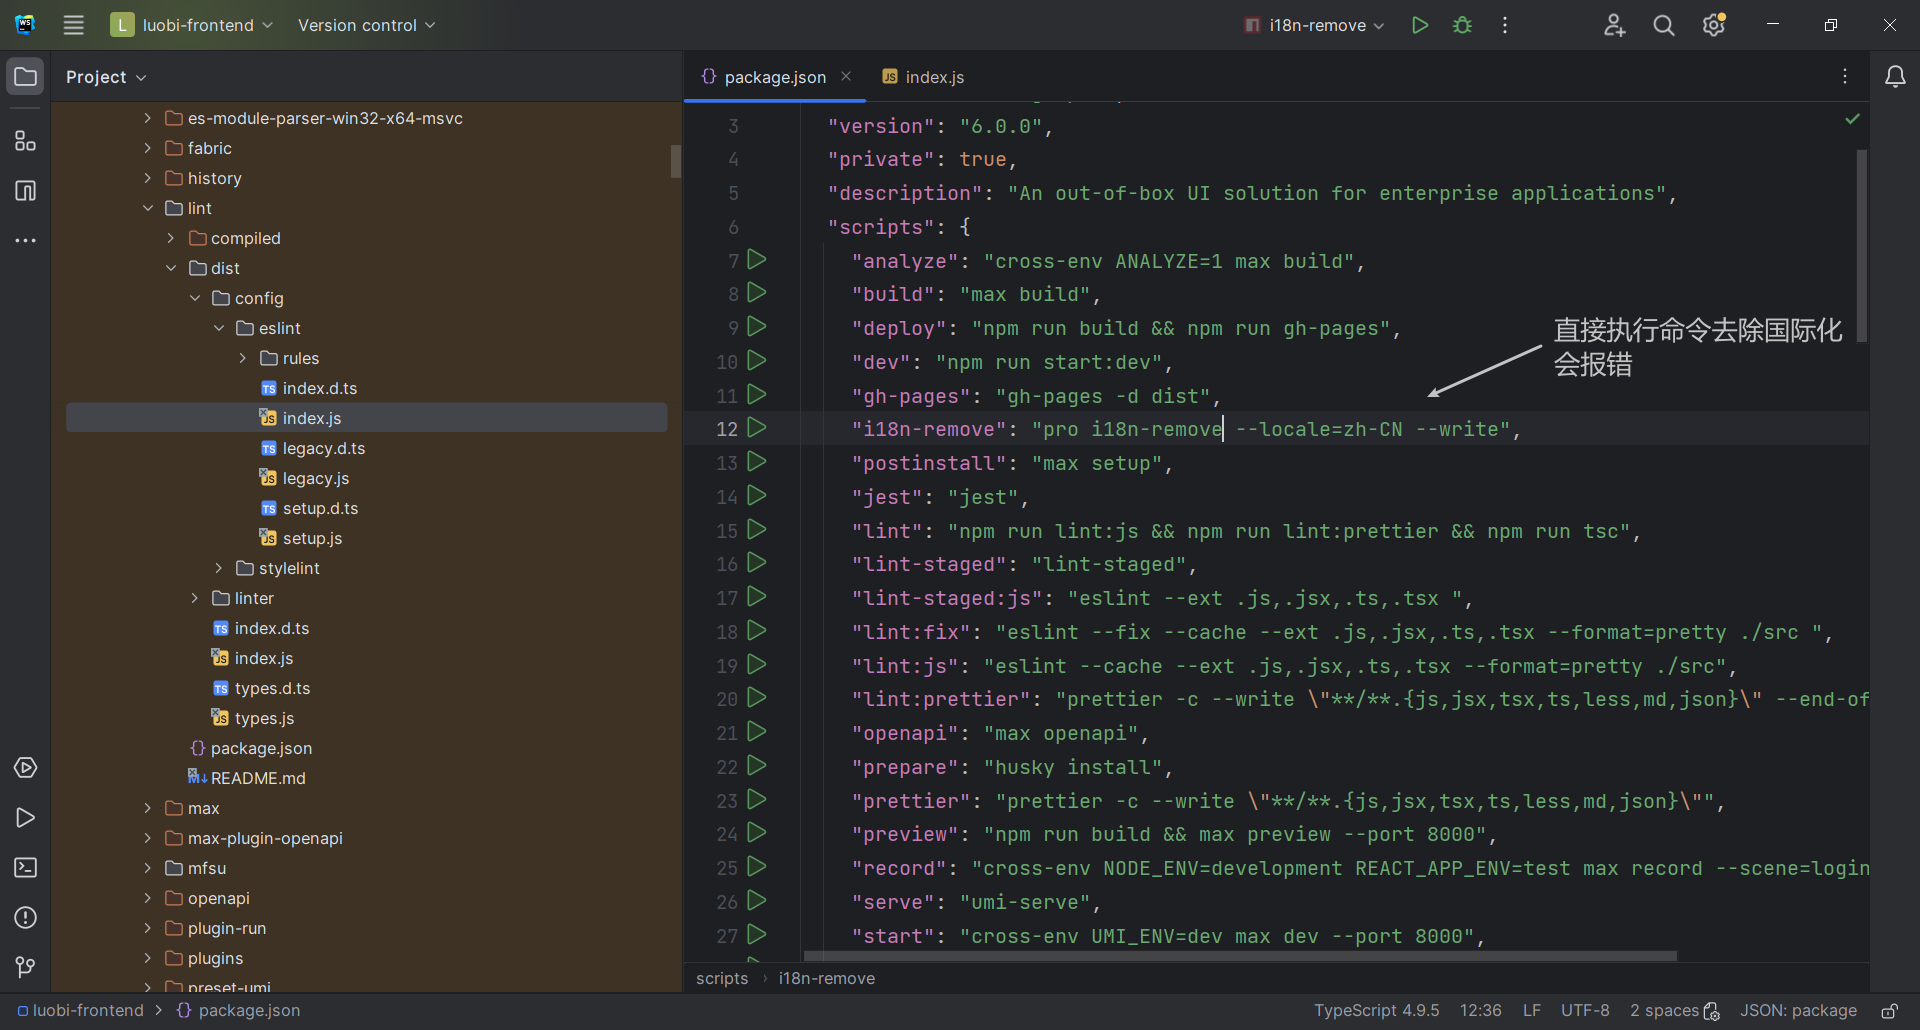 L luobi-frontend Version control i18n-remove
Project
package.json
index.js
es-module-parser-win32-x64-msvc
fabric
history
lint
compiled
dist
config
eslint
rules
index.d.ts
index.js
legacy.d.ts
legacy.js
setup.d.ts
setup.js
stylelint
linter
index.d.ts
index.js
types.d.ts
types.js
package.json
README.md
max
max-plugin-openapi
mfsu
openapi
plugin-run
plugins
preset-umi
3 "version": "6.0.0",
4 "private": true,
5 "description": "An out-of-box UI solution for enterprise applications",
6 "scripts": {
7 "analyze": "cross-env ANALYZE=1 max build",
8 "build": "max build",
9 "deploy": "npm run build && npm run gh-pages",
10 "dev": "npm run start:dev",
11 "gh-pages": "gh-pages -d dist",
12 "i18n-remove": "pro i18n-remove --locale=zh-CN --write",
13 "postinstall": "max setup",
14 "jest": "jest",
15 "lint": "npm run lint:js && npm run lint:prettier && npm run tsc",
16 "lint-staged": "lint-staged",
17 "lint-staged:js": "eslint --ext .js,.jsx,.ts,.tsx ",
18 "lint:fix": "eslint --fix --cache --ext .js,.jsx,.ts,.tsx --format=pretty ./src ",
19 "lint:js": "eslint --cache --ext .js,.jsx,.ts,.tsx --format=pretty ./src",
20 "lint:prettier": "prettier -c --write \"**/**.{js,jsx,tsx,ts,less,md,json}\" --end-of
21 "openapi": "max openapi",
22 "prepare": "husky install",
23 "prettier": "prettier -c --write \"**/**.{js,jsx,tsx,ts,less,md,json}\"",
24 "preview": "npm run build && max preview --port 8000",
25 "record": "cross-env NODE_ENV=development REACT_APP_ENV=test max record --scene=login
26 "serve": "umi-serve",
27 "start": "cross-env UMI_ENV=dev max dev --port 8000",
直接执行命令去除国际化
会报错
scripts › i18n-remove
luobi-frontend > package.json
TypeScript 4.9.5 12:36 LF UTF-8 2 spaces JSON: package